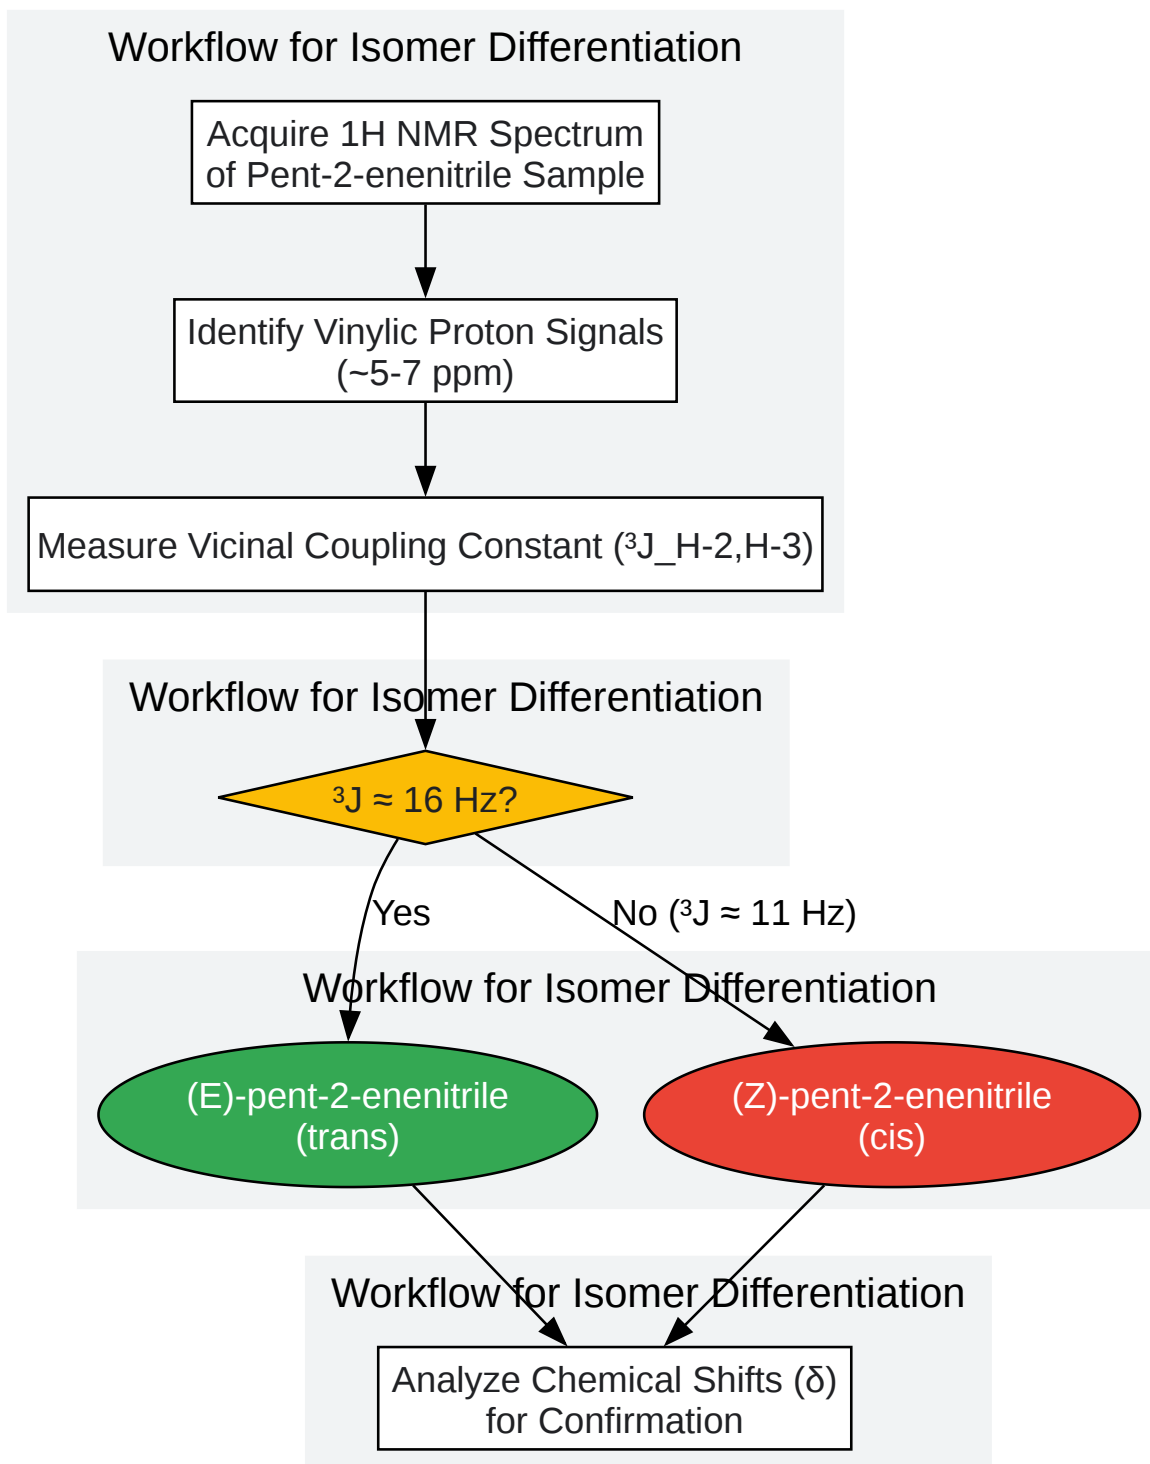 Workflow for Isomer Differentiation
Acquire 1H NMR Spectrum
of Pent-2-enenitrile Sample
Identify Vinylic Proton Signals
(~5-7 ppm)
Measure Vicinal Coupling Constant (³J_H-2,H-3)
Workflow for Isomer Differentiation
³J ≈ 16 Hz?
Yes
No (³J ≈ 11 Hz)
Workflow for Isomer Differentiation
(E)-pent-2-enenitrile
(trans)
(Z)-pent-2-enenitrile
(cis)
Workflow for Isomer Differentiation
Analyze Chemical Shifts (δ)
for Confirmation